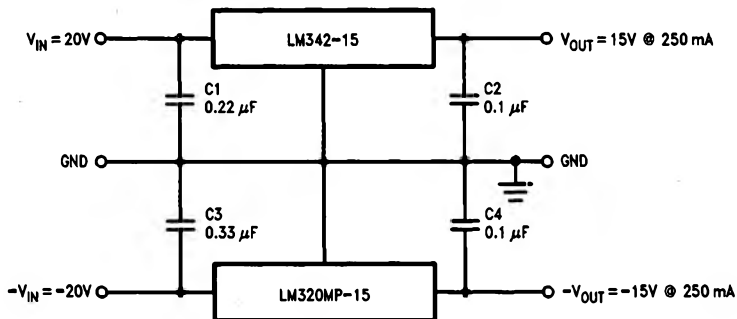 V_IN = 20V
LM342-15
V_OUT = 15V @ 250 mA
C1
0.22 μF
C2
0.1 μF
GND
GND
C3
0.33 μF
C4
0.1 μF
-V_IN = -20V
LM320MP-15
-V_OUT = -15V @ 250 mA